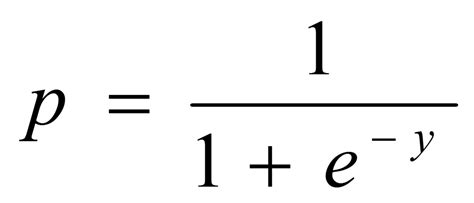 p = 1 / (1 + e^{-y})